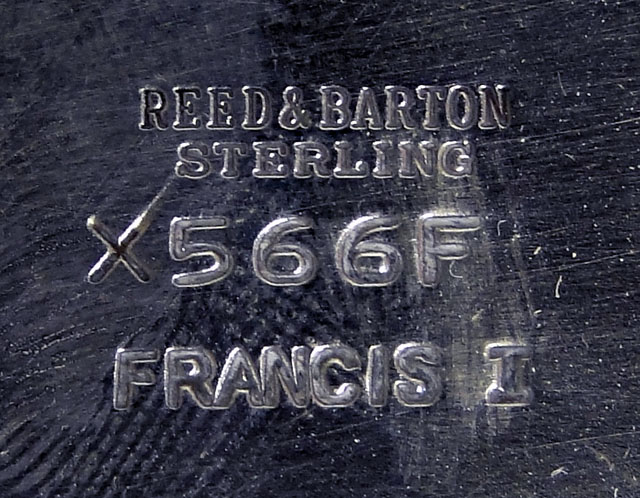 REED&BARTON
STERLING
X566F
FRANCIS I